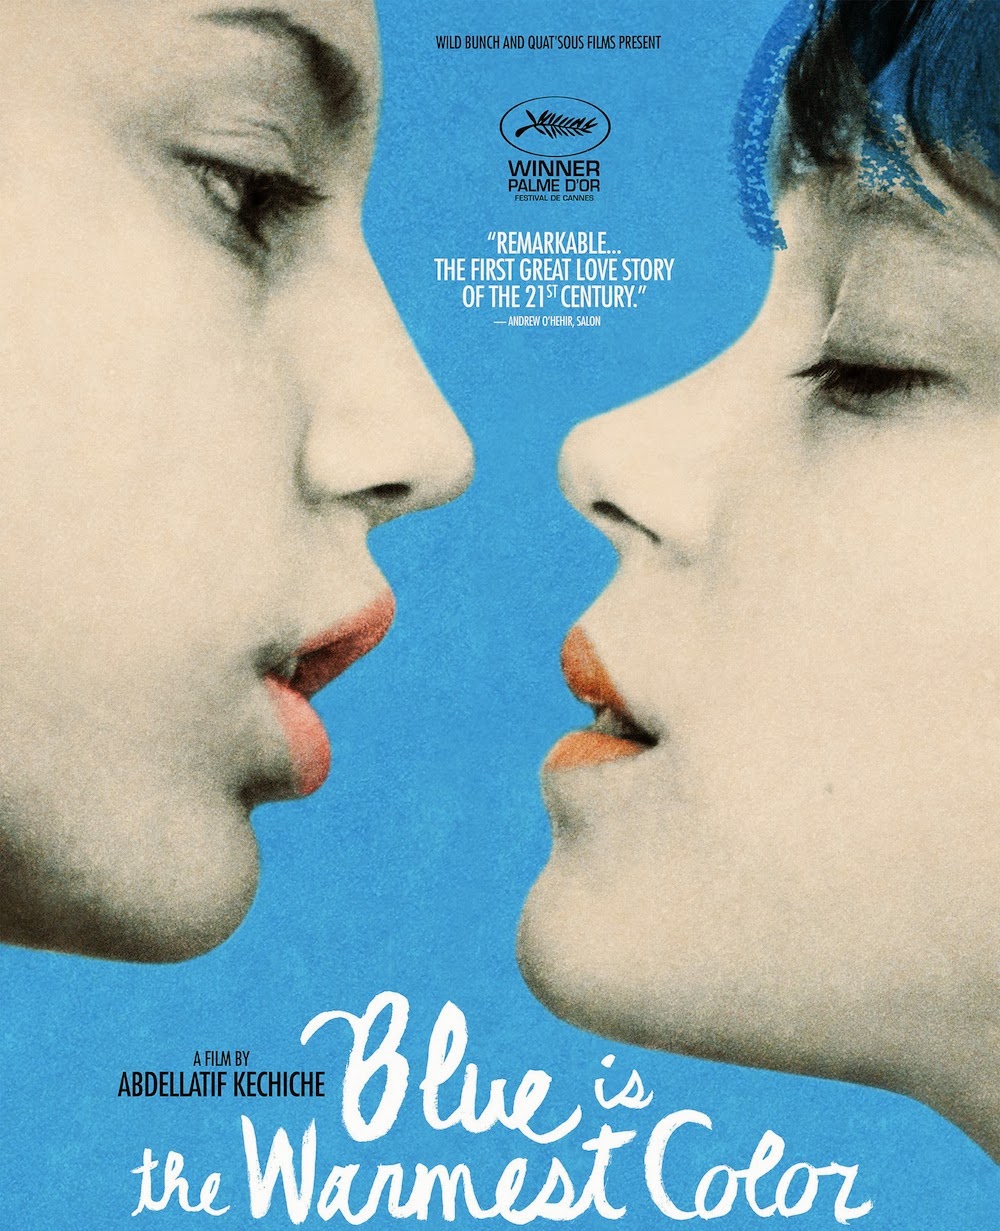 WILD BUNCH AND QUAT'SOUS FILMS PRESENT
WINNER
PALME D'OR
FESTIVAL DE CANNES
“REMARKABLE...
THE FIRST GREAT LOVE STORY
OF THE 21ST CENTURY.”
— ANDREW O'HEHIR, SALON
A FILM BY
ABDELLATIF KECHICHE
Blue is
the Warmest Color